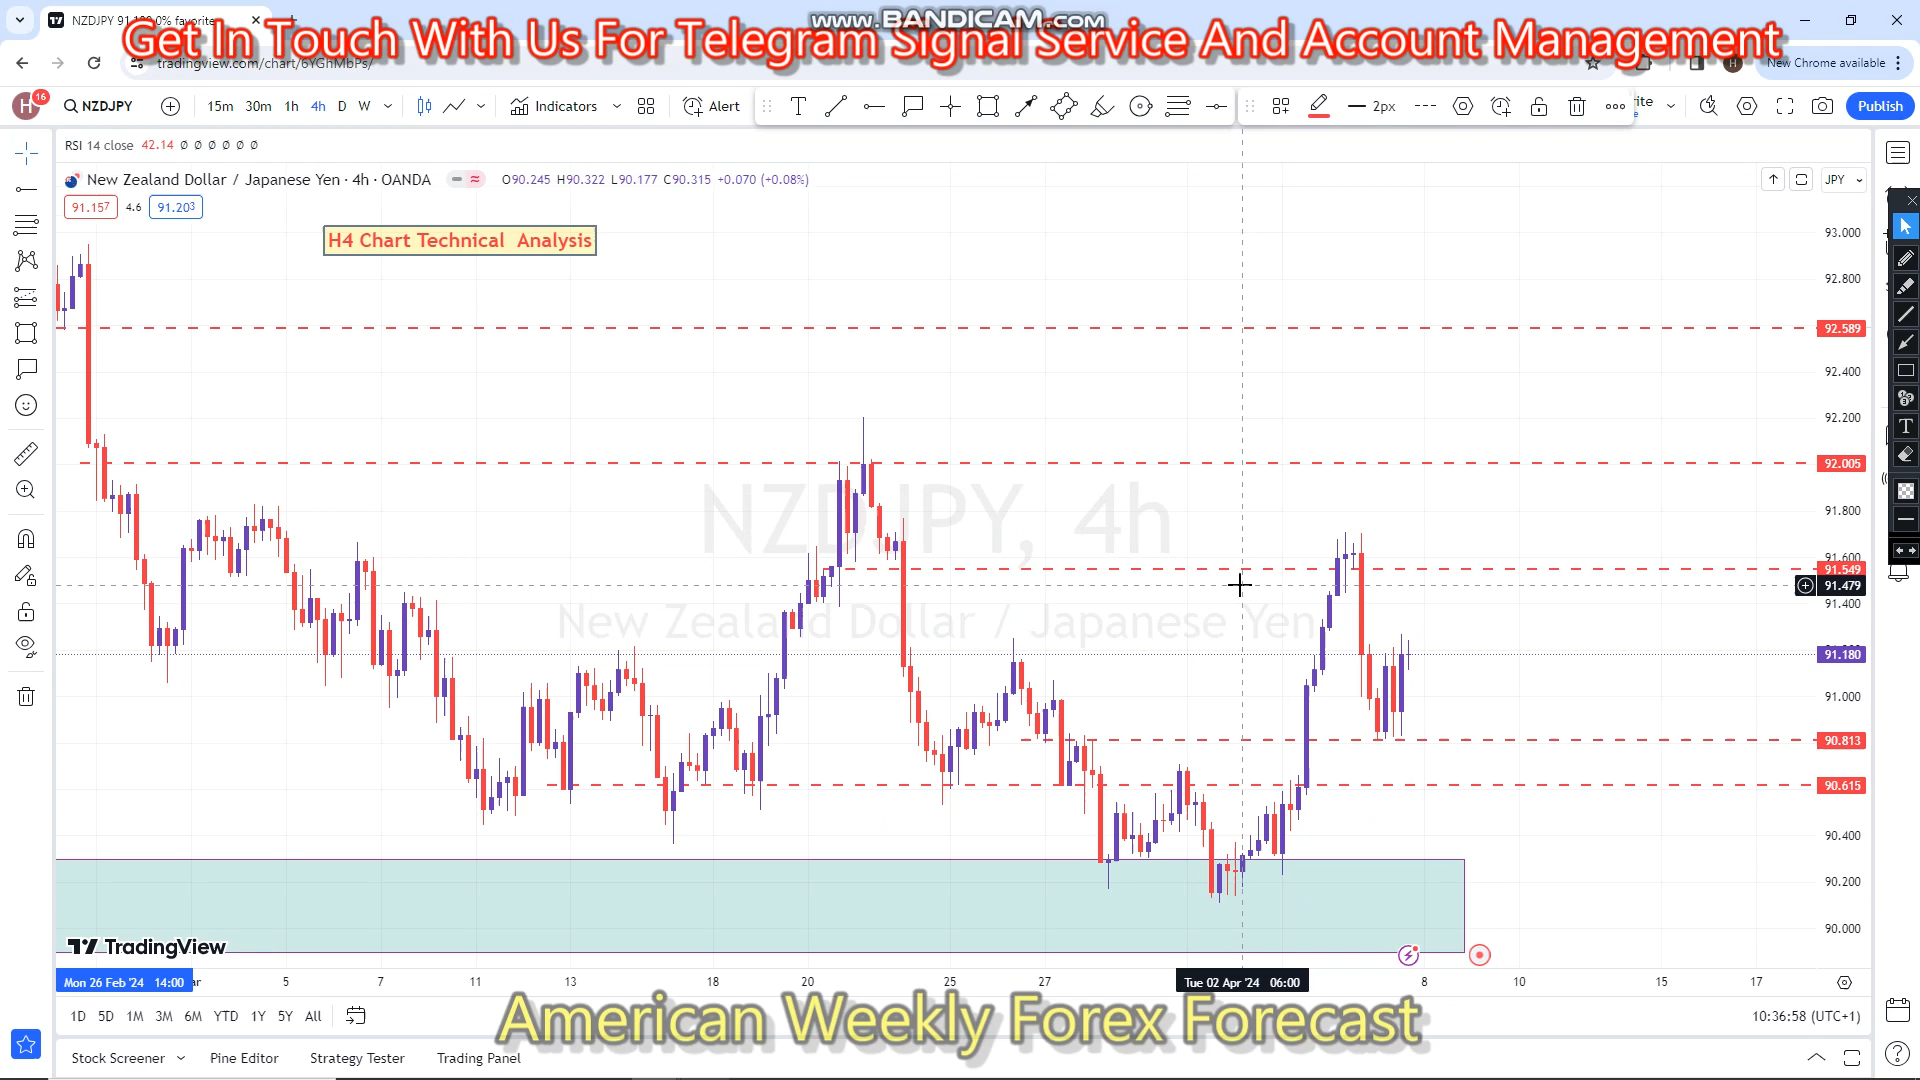 www.BANDICAM.com
NZDJPY 91.180 0% favorite
Get In Touch With Us For Telegram Signal Service And Account Management
tradingview.com/chart/6YGhMbPs/
H
New Chrome available
H
16
NZDJPY
15m 30m 1h 4h D W
Indicators
Alert
T
2px
rite
Publish
RSI 14 close 42.14 ∅ ∅ ∅ ∅ ∅ ∅
New Zealand Dollar / Japanese Yen · 4h · OANDA
O90.245 H90.322 L90.177 C90.315 +0.070 (+0.08%)
JPY
91.157 4.6 91.203
H4 Chart Technical Analysis
93.000
92.800
92.589
92.400
92.200
92.005
NZDJPY, 4h
91.800
91.600
91.549
91.479
91.400
New Zealand Dollar / Japanese Yen
91.180
91.000
90.813
90.615
90.400
90.200
90.000
TradingView
Mon 26 Feb '24 14:00 ar 5 7 11 13 18 20 25 27 Tue 02 Apr '24 06:00 8 10 15 17
1D 5D 1M 3M 6M YTD 1Y 5Y All
10:36:58 (UTC+1)
American Weekly Forex Forecast
Stock Screener Pine Editor Strategy Tester Trading Panel